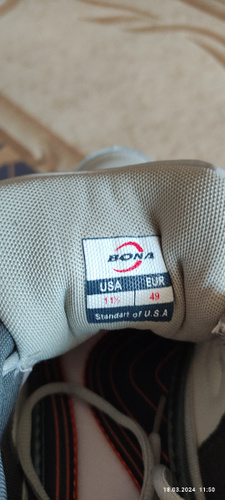 BONA
USA EUR
11½ 49
Standart of U.S.A
18.03.2024 11:50